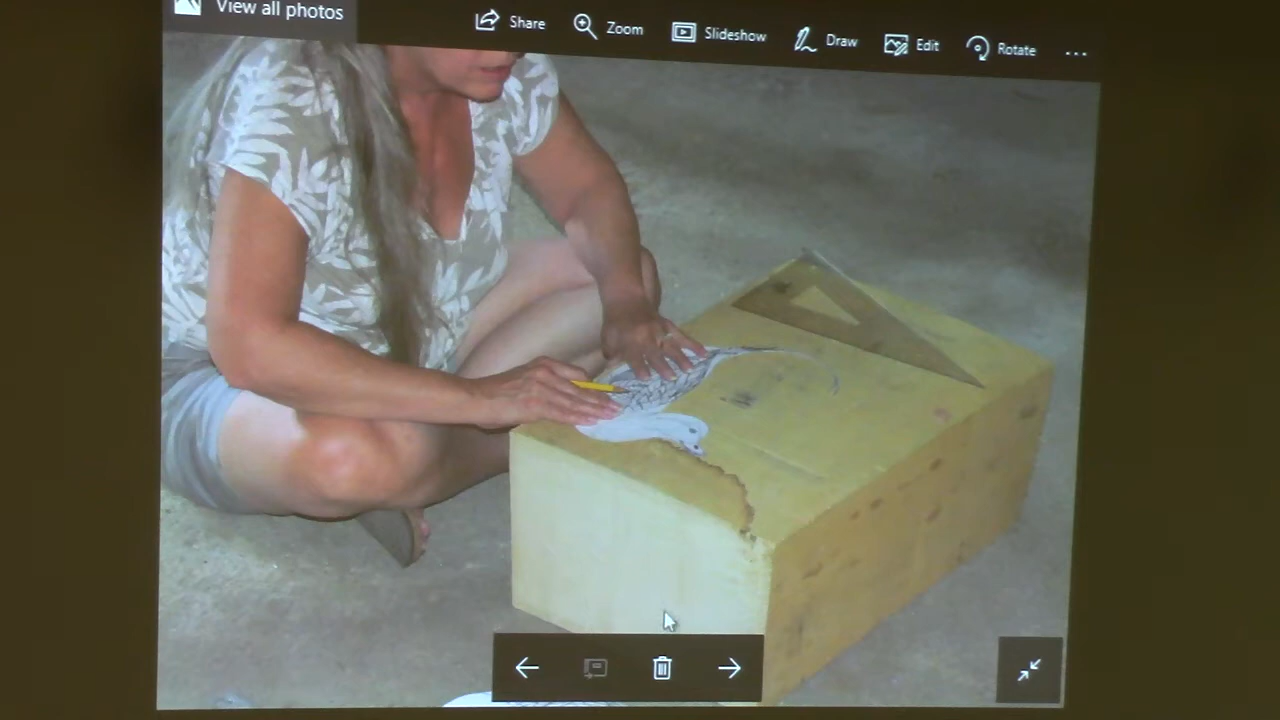 View all photos
Share
Zoom
Slideshow
Draw
Edit
Rotate